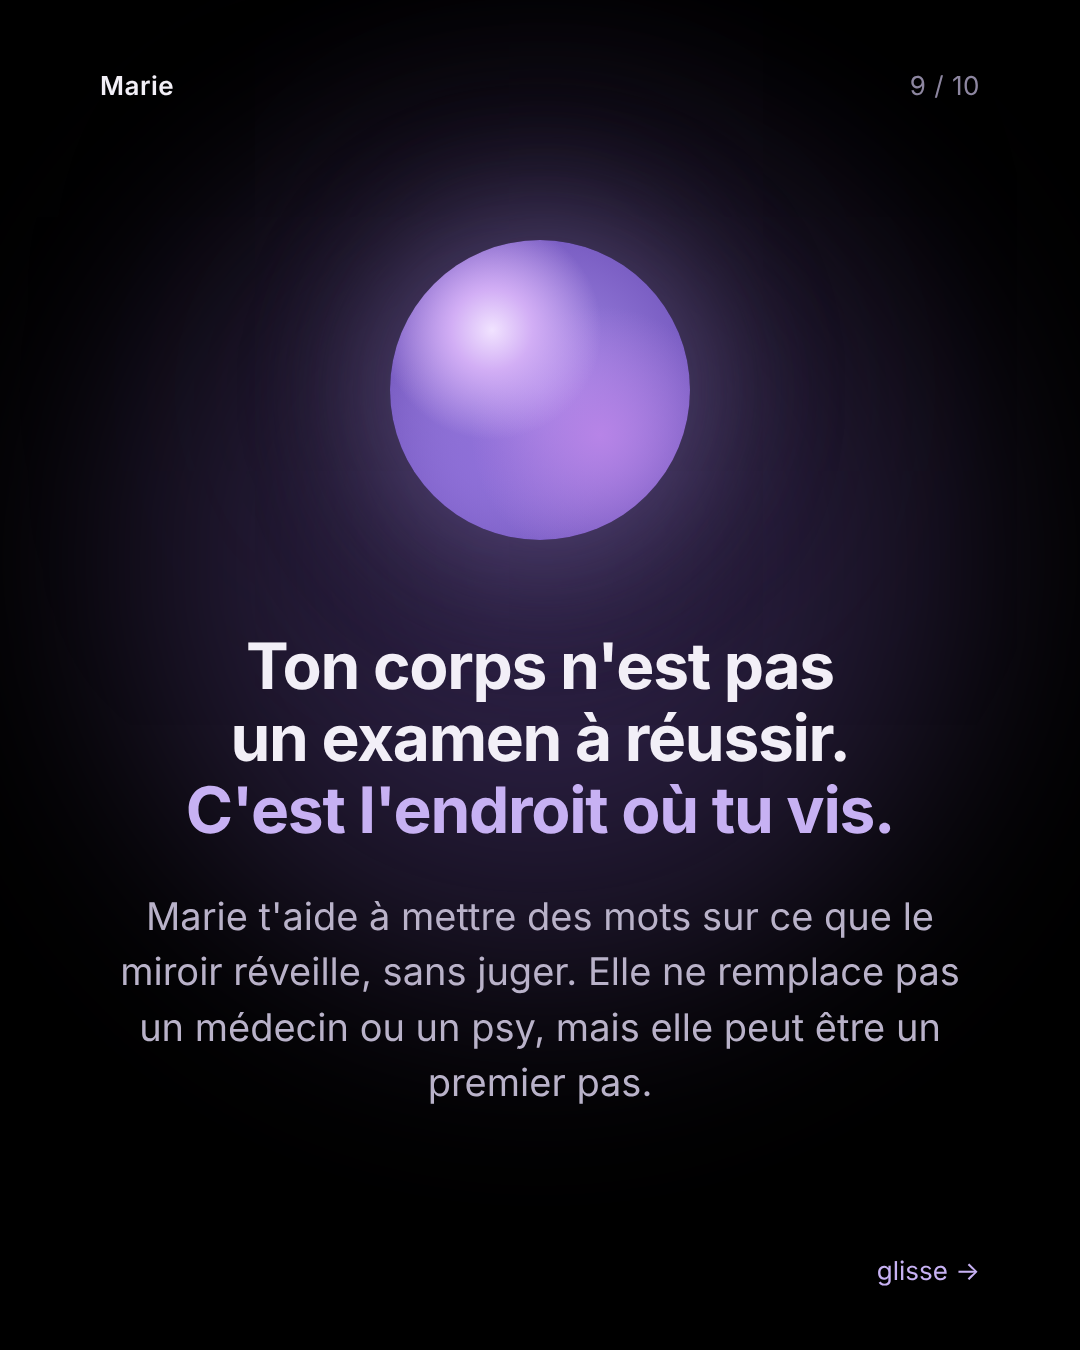 Marie
9 / 10
Ton corps n'est pas
un examen à réussir.
C'est l'endroit où tu vis.
Marie t'aide à mettre des mots sur ce que le
miroir réveille, sans juger. Elle ne remplace pas
un médecin ou un psy, mais elle peut être un
premier pas.
glisse →